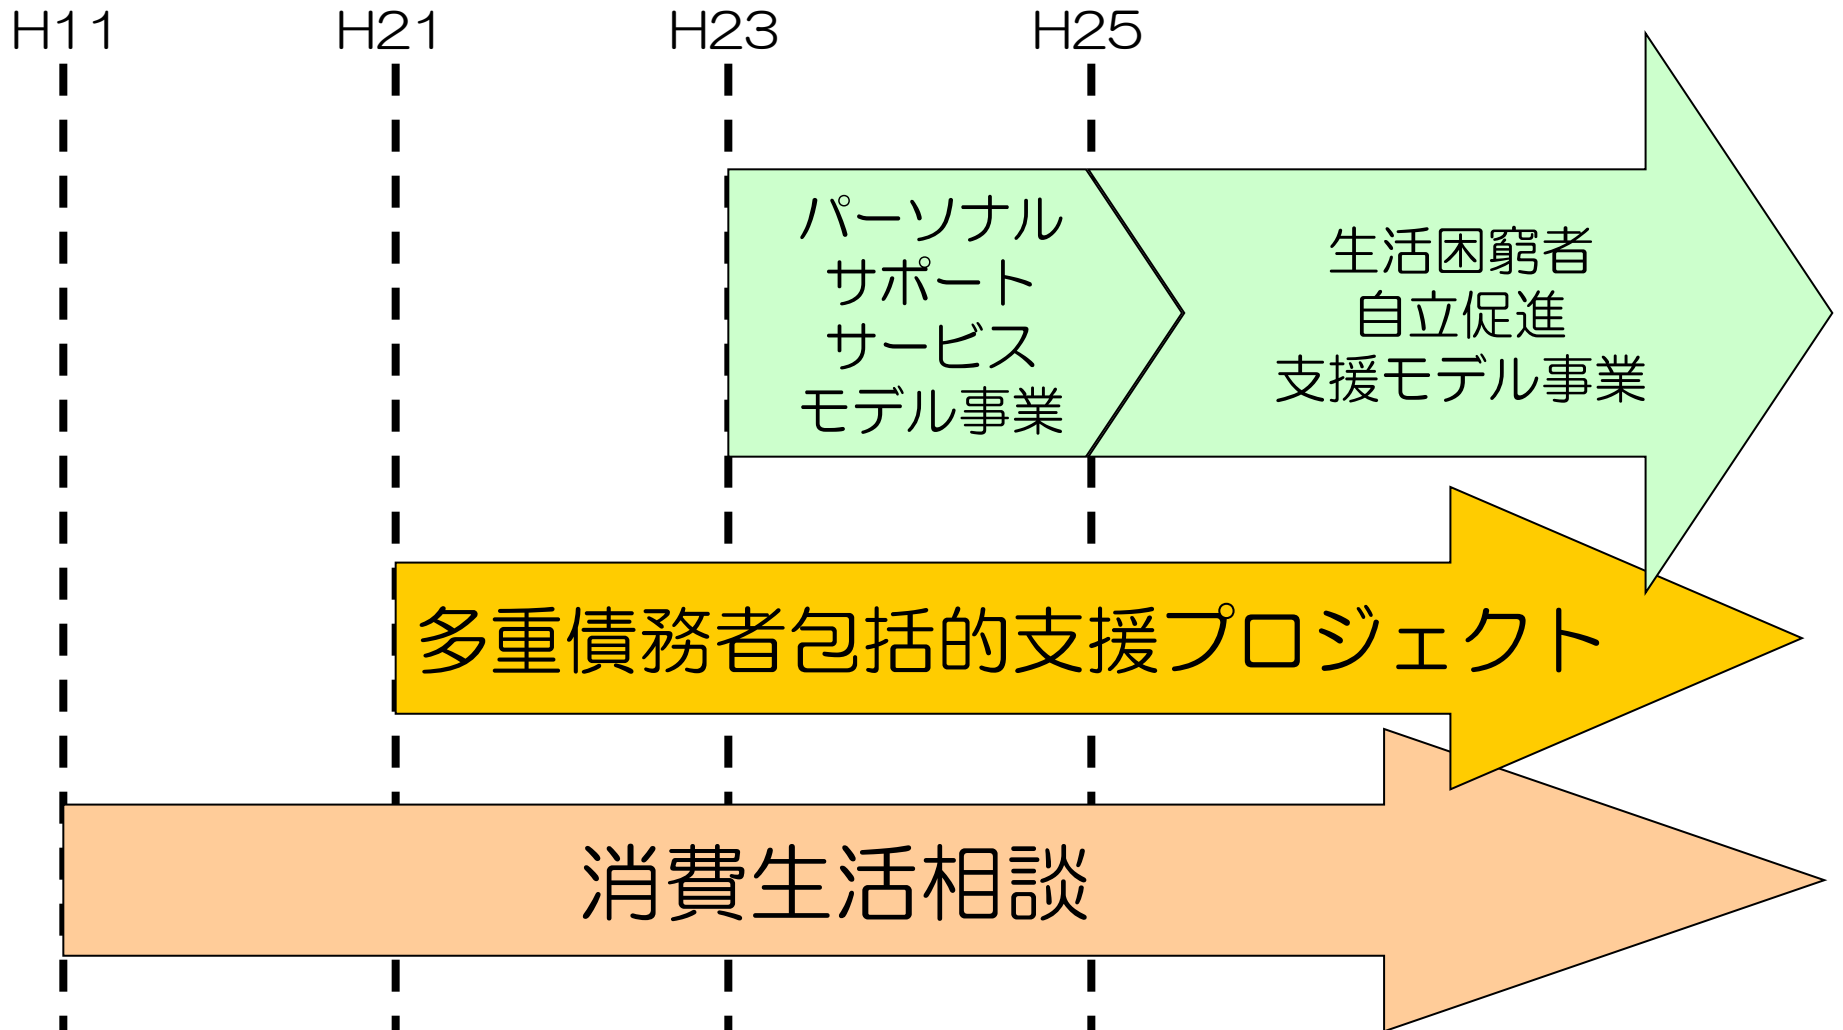 H11
H21
H23
H25
パーソナル
サポート
サービス
モデル事業
生活困窮者
自立促進
支援モデル事業
多重債務者包括的支援プロジェクト
消費生活相談